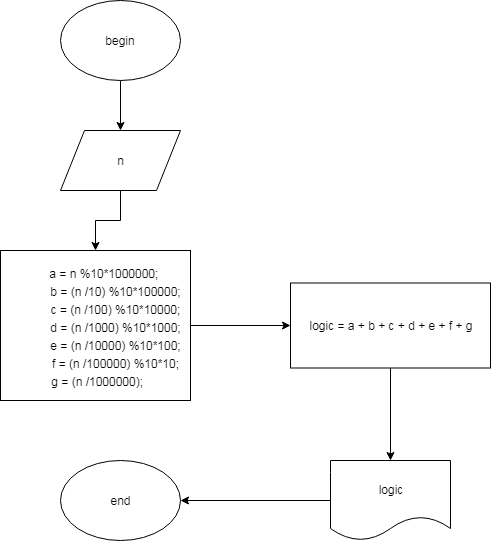 begin
n
a = n %10*1000000;
b = (n /10) %10*100000;
c = (n /100) %10*10000;
d = (n /1000) %10*1000;
e = (n /10000) %10*100;
f = (n /100000) %10*10;
g = (n /1000000);
logic = a + b + c + d + e + f + g
logic
end